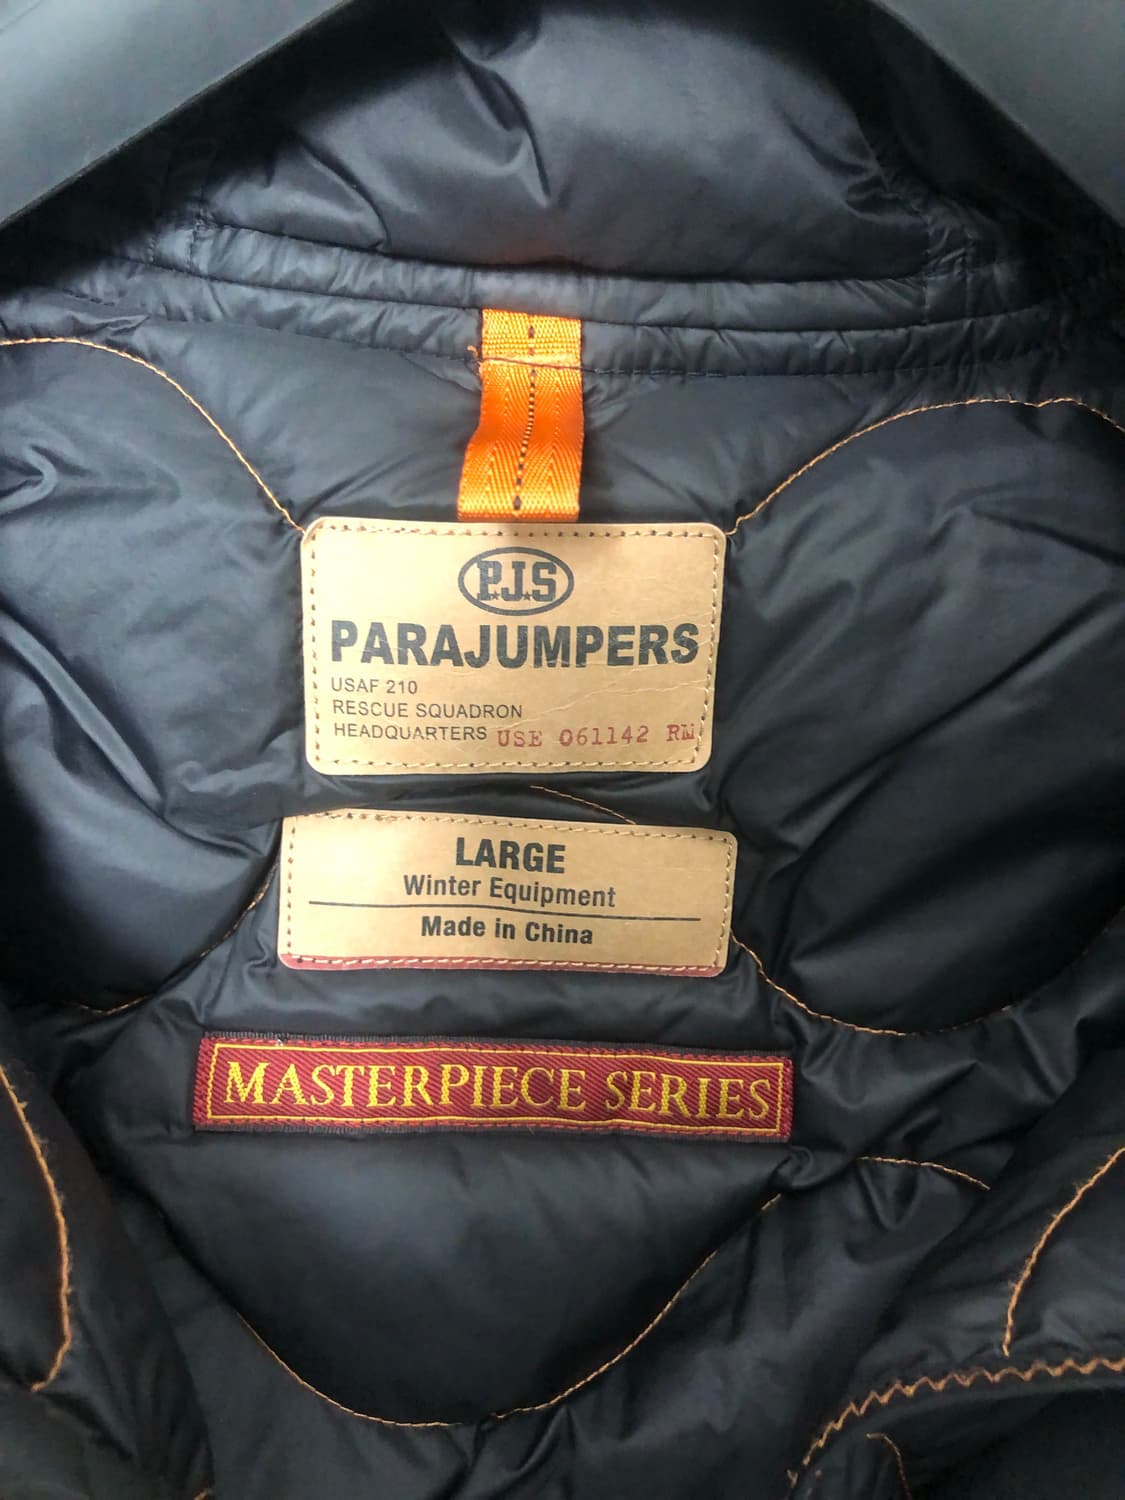 P.J.S
PARAJUMPERS
USAF 210
RESCUE SQUADRON
HEADQUARTERS USE 061142 RM
LARGE
Winter Equipment
Made in China
MASTERPIECE SERIES